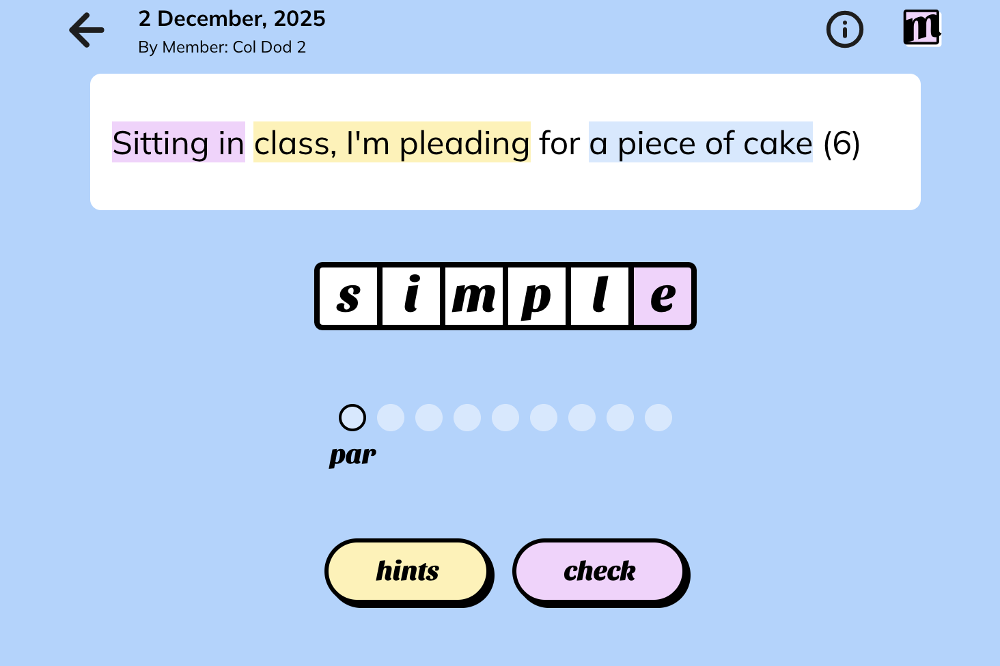 2 December, 2025
By Member: Col Dod 2
m
Sitting in class, I'm pleading for a piece of cake (6)
simple
par
hints
check